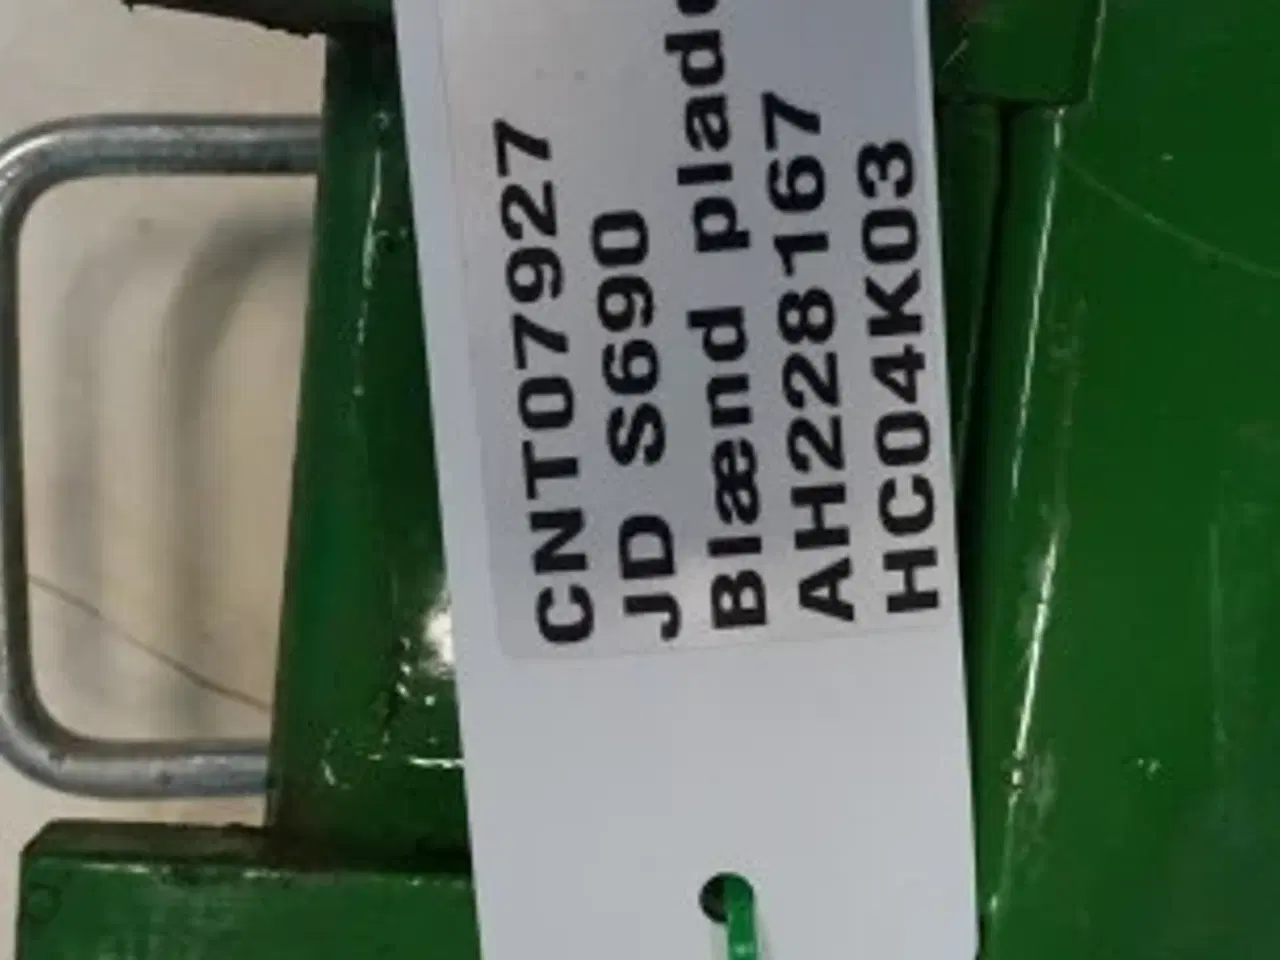 CNT07927
JD S690
Blænd plade
AH228167
HC04K03